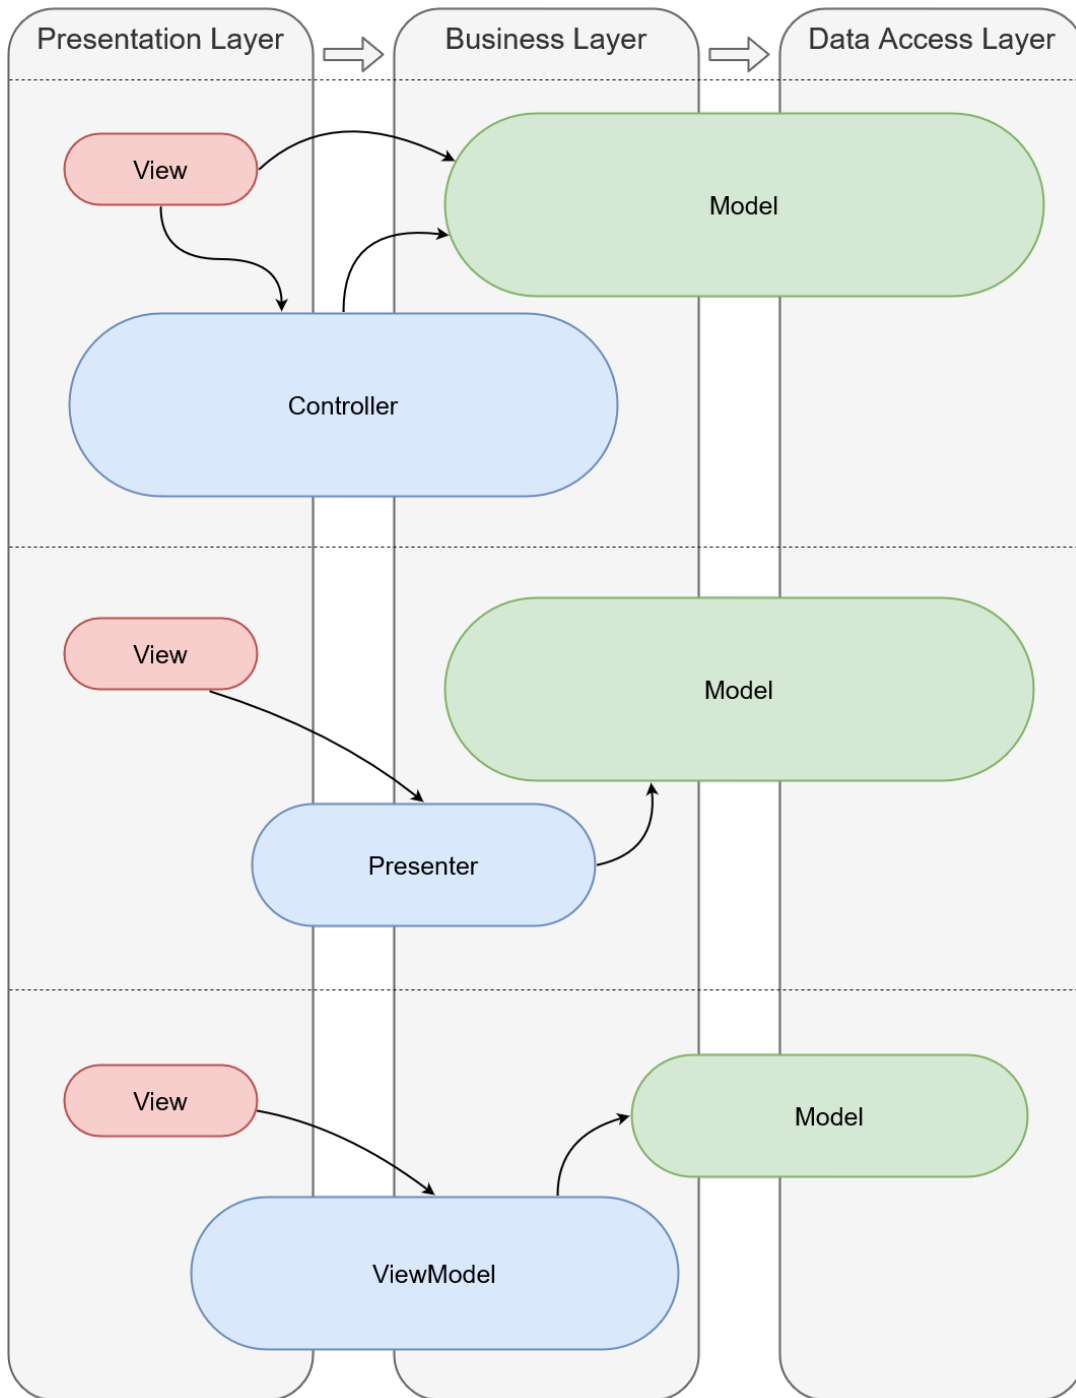 Presentation Layer
Business Layer
Data Access Layer
View
Model
Controller
View
Model
Presenter
View
Model
ViewModel